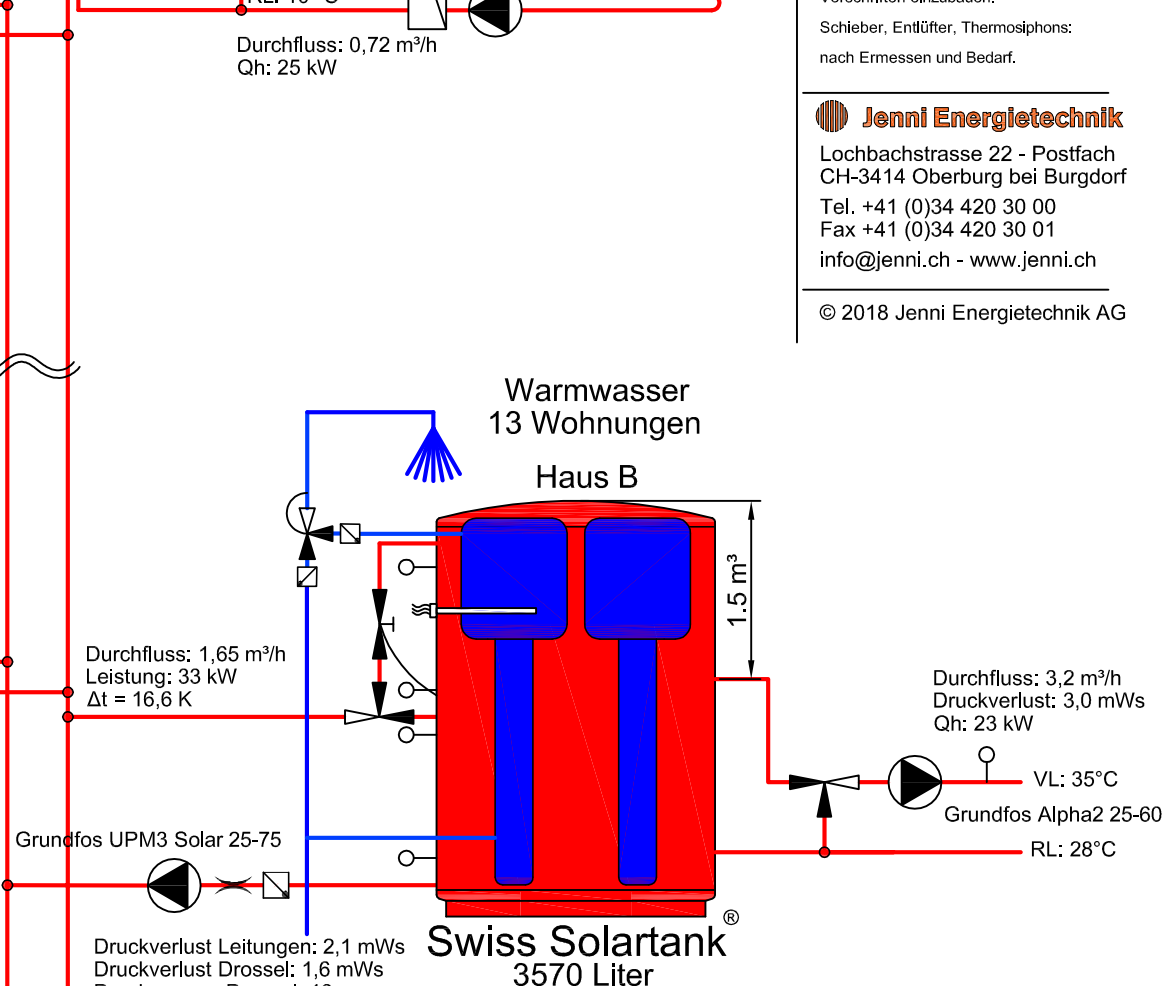 Durchfluss: 0,72 m³/h
Qh: 25 kW
Schieber, Entlüfter, Thermosiphons:
nach Ermessen und Bedarf.
Jenni Energietechnik
Lochbachstrasse 22 - Postfach
CH-3414 Oberburg bei Burgdorf
Tel. +41 (0)34 420 30 00
Fax +41 (0)34 420 30 01
info@jenni.ch - www.jenni.ch
© 2018 Jenni Energietechnik AG
Warmwasser
13 Wohnungen
Haus B
1.5 m³
Durchfluss: 1,65 m³/h
Leistung: 33 kW
Δt = 16,6 K
Durchfluss: 3,2 m³/h
Druckverlust: 3,0 mWs
Qh: 23 kW
VL: 35°C
Grundfos Alpha2 25-60
RL: 28°C
Grundfos UPM3 Solar 25-75
Druckverlust Leitungen: 2,1 mWs
Druckverlust Drossel: 1,6 mWs
Swiss Solartank®
3570 Liter